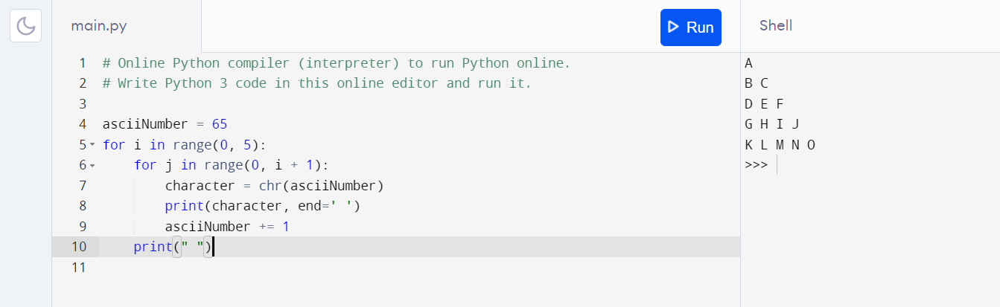 main.py
Run
Shell
1 # Online Python compiler (interpreter) to run Python online.
2 # Write Python 3 code in this online editor and run it.
3
4 asciiNumber = 65
5 for i in range(0, 5):
6     for j in range(0, i + 1):
7         character = chr(asciiNumber)
8         print(character, end=' ')
9         asciiNumber += 1
10     print(" ")
11
A
B C
D E F
G H I J
K L M N O
>>>